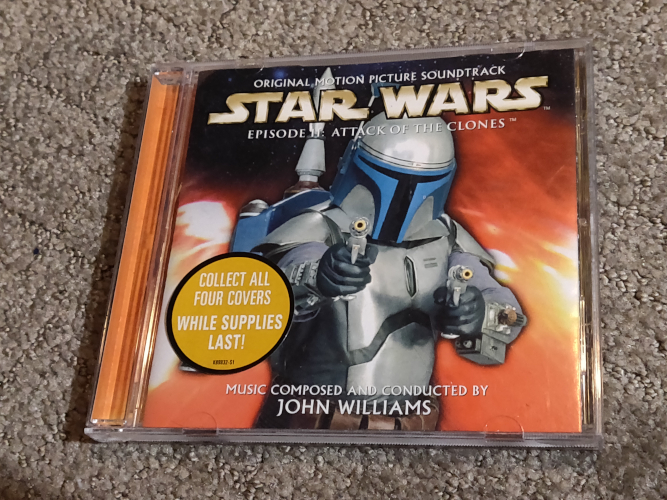 ORIGINAL MOTION PICTURE SOUNDTRACK
STAR WARS™
EPISODE II: ATTACK OF THE CLONES™
COLLECT ALL
FOUR COVERS
WHILE SUPPLIES
LAST!
MUSIC COMPOSED AND CONDUCTED BY
JOHN WILLIAMS